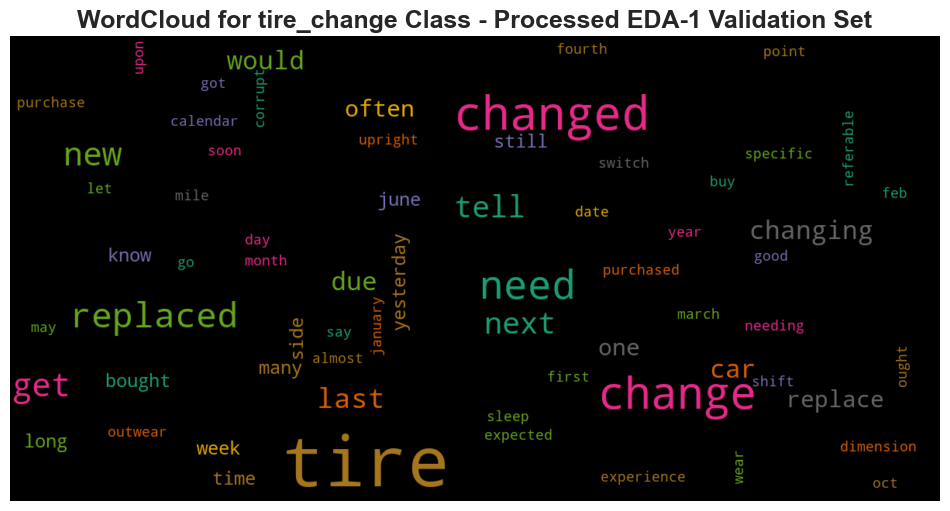 WordCloud for tire_change Class - Processed EDA-1 Validation Set
upon
fourth
point
would
got
corrupt
purchase
often
changed
calendar
upright
still
referable
new
soon
switch
specific
let
mile
buy
feb
june
tell
date
day
year
changing
know
go
month
yesterday
purchased
good
due
need
replaced
january
next
march
needing
may
side
say
almost
many
one
car
ought
get
bought
last
first
change
shift
replace
sleep
expected
long
outwear
week
tire
time
experience
wear
dimension
oct